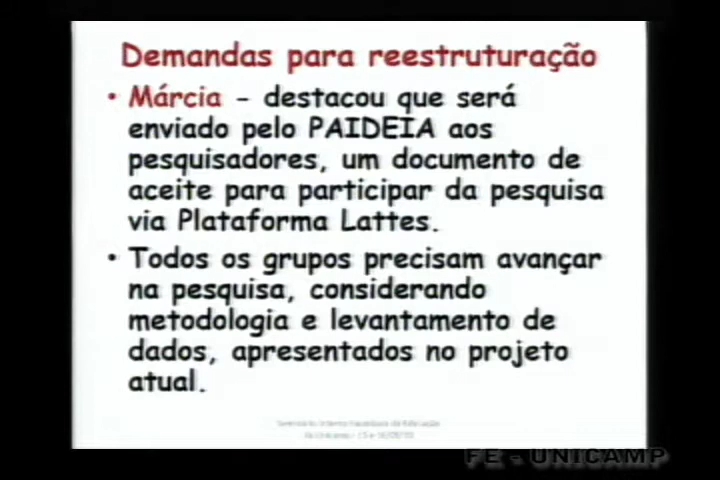 Demandas para reestruturação
• Márcia - destacou que será
enviado pelo PAIDEIA aos
pesquisadores, um documento de
aceite para participar da pesquisa
via Plataforma Lattes.
• Todos os grupos precisam avançar
na pesquisa, considerando
metodologia e levantamento de
dados, apresentados no projeto
atual.
FE - UNICAMP